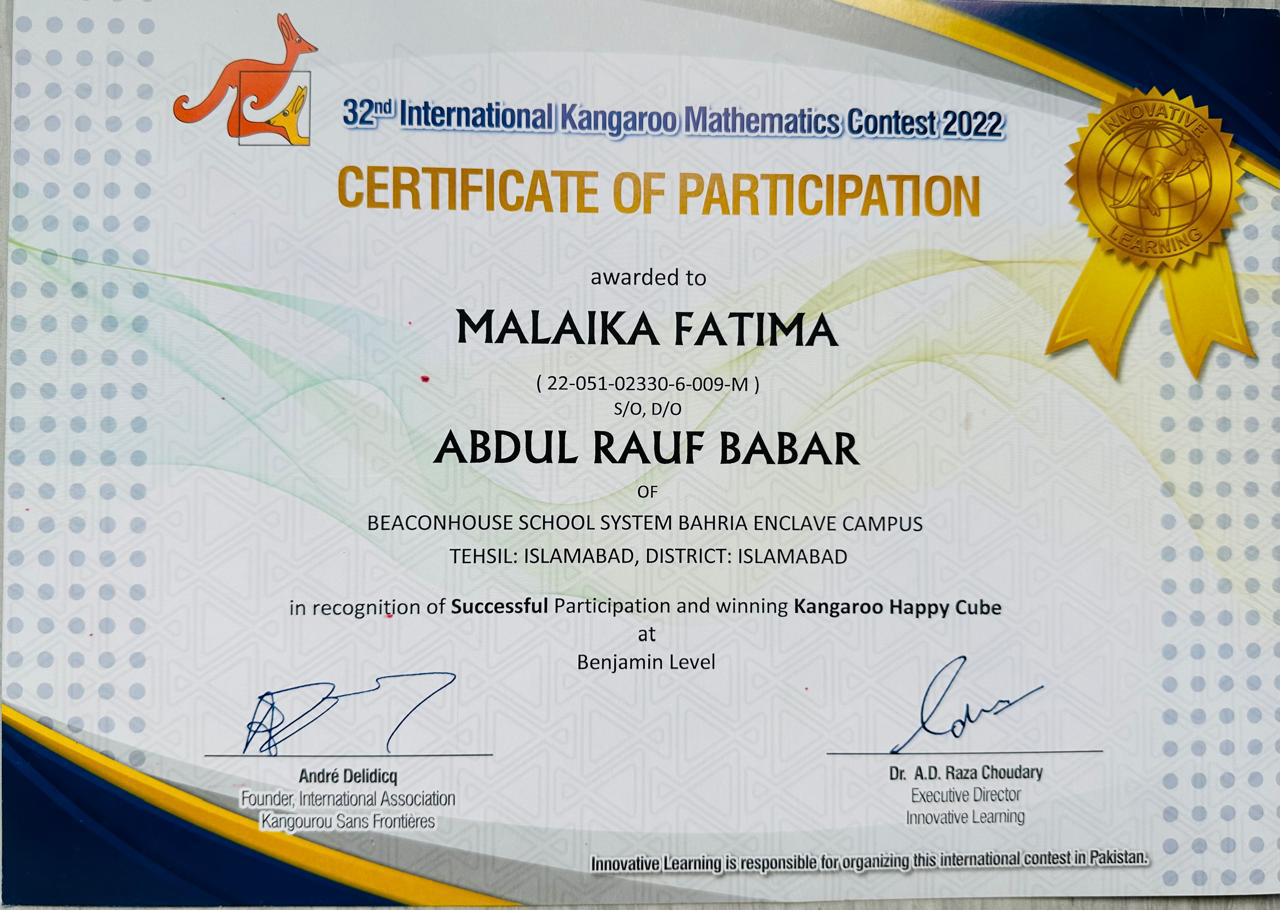 32nd International Kangaroo Mathematics Contest 2022
CERTIFICATE OF PARTICIPATION
INNOVATIVE
LEARNING
awarded to
MALAIKA FATIMA
( 22-051-02330-6-009-M )
S/O, D/O
ABDUL RAUF BABAR
OF
BEACONHOUSE SCHOOL SYSTEM BAHRIA ENCLAVE CAMPUS
TEHSIL: ISLAMABAD, DISTRICT: ISLAMABAD
in recognition of Successful Participation and winning Kangaroo Happy Cube
at
Benjamin Level
André Delidicq
Founder, International Association
Kangourou Sans Frontières
Dr. A.D. Raza Choudary
Executive Director
Innovative Learning
Innovative Learning is responsible for organizing this international contest in Pakistan.